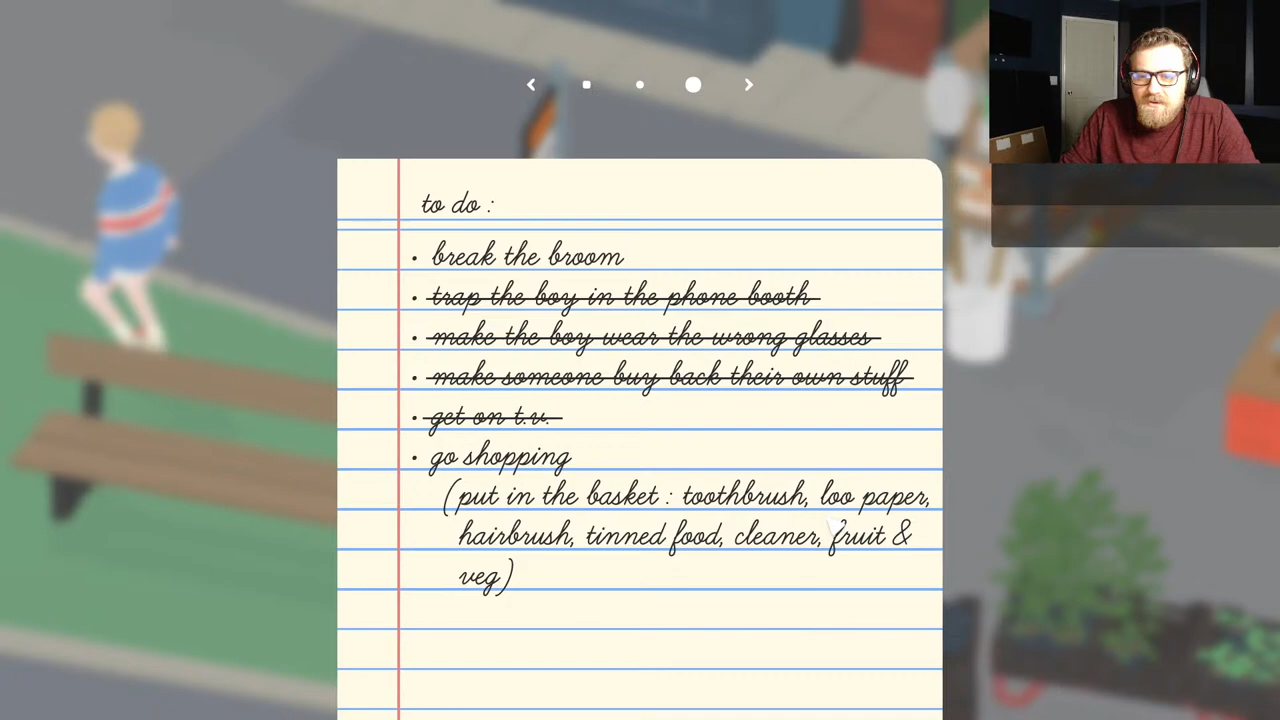 to do :
• break the broom
• trap the boy in the phone booth
• make the boy wear the wrong glasses
• make someone buy back their own stuff
• get on t.v.
• go shopping
(put in the basket : toothbrush, loo paper,
hairbrush, tinned food, cleaner, fruit &
veg)